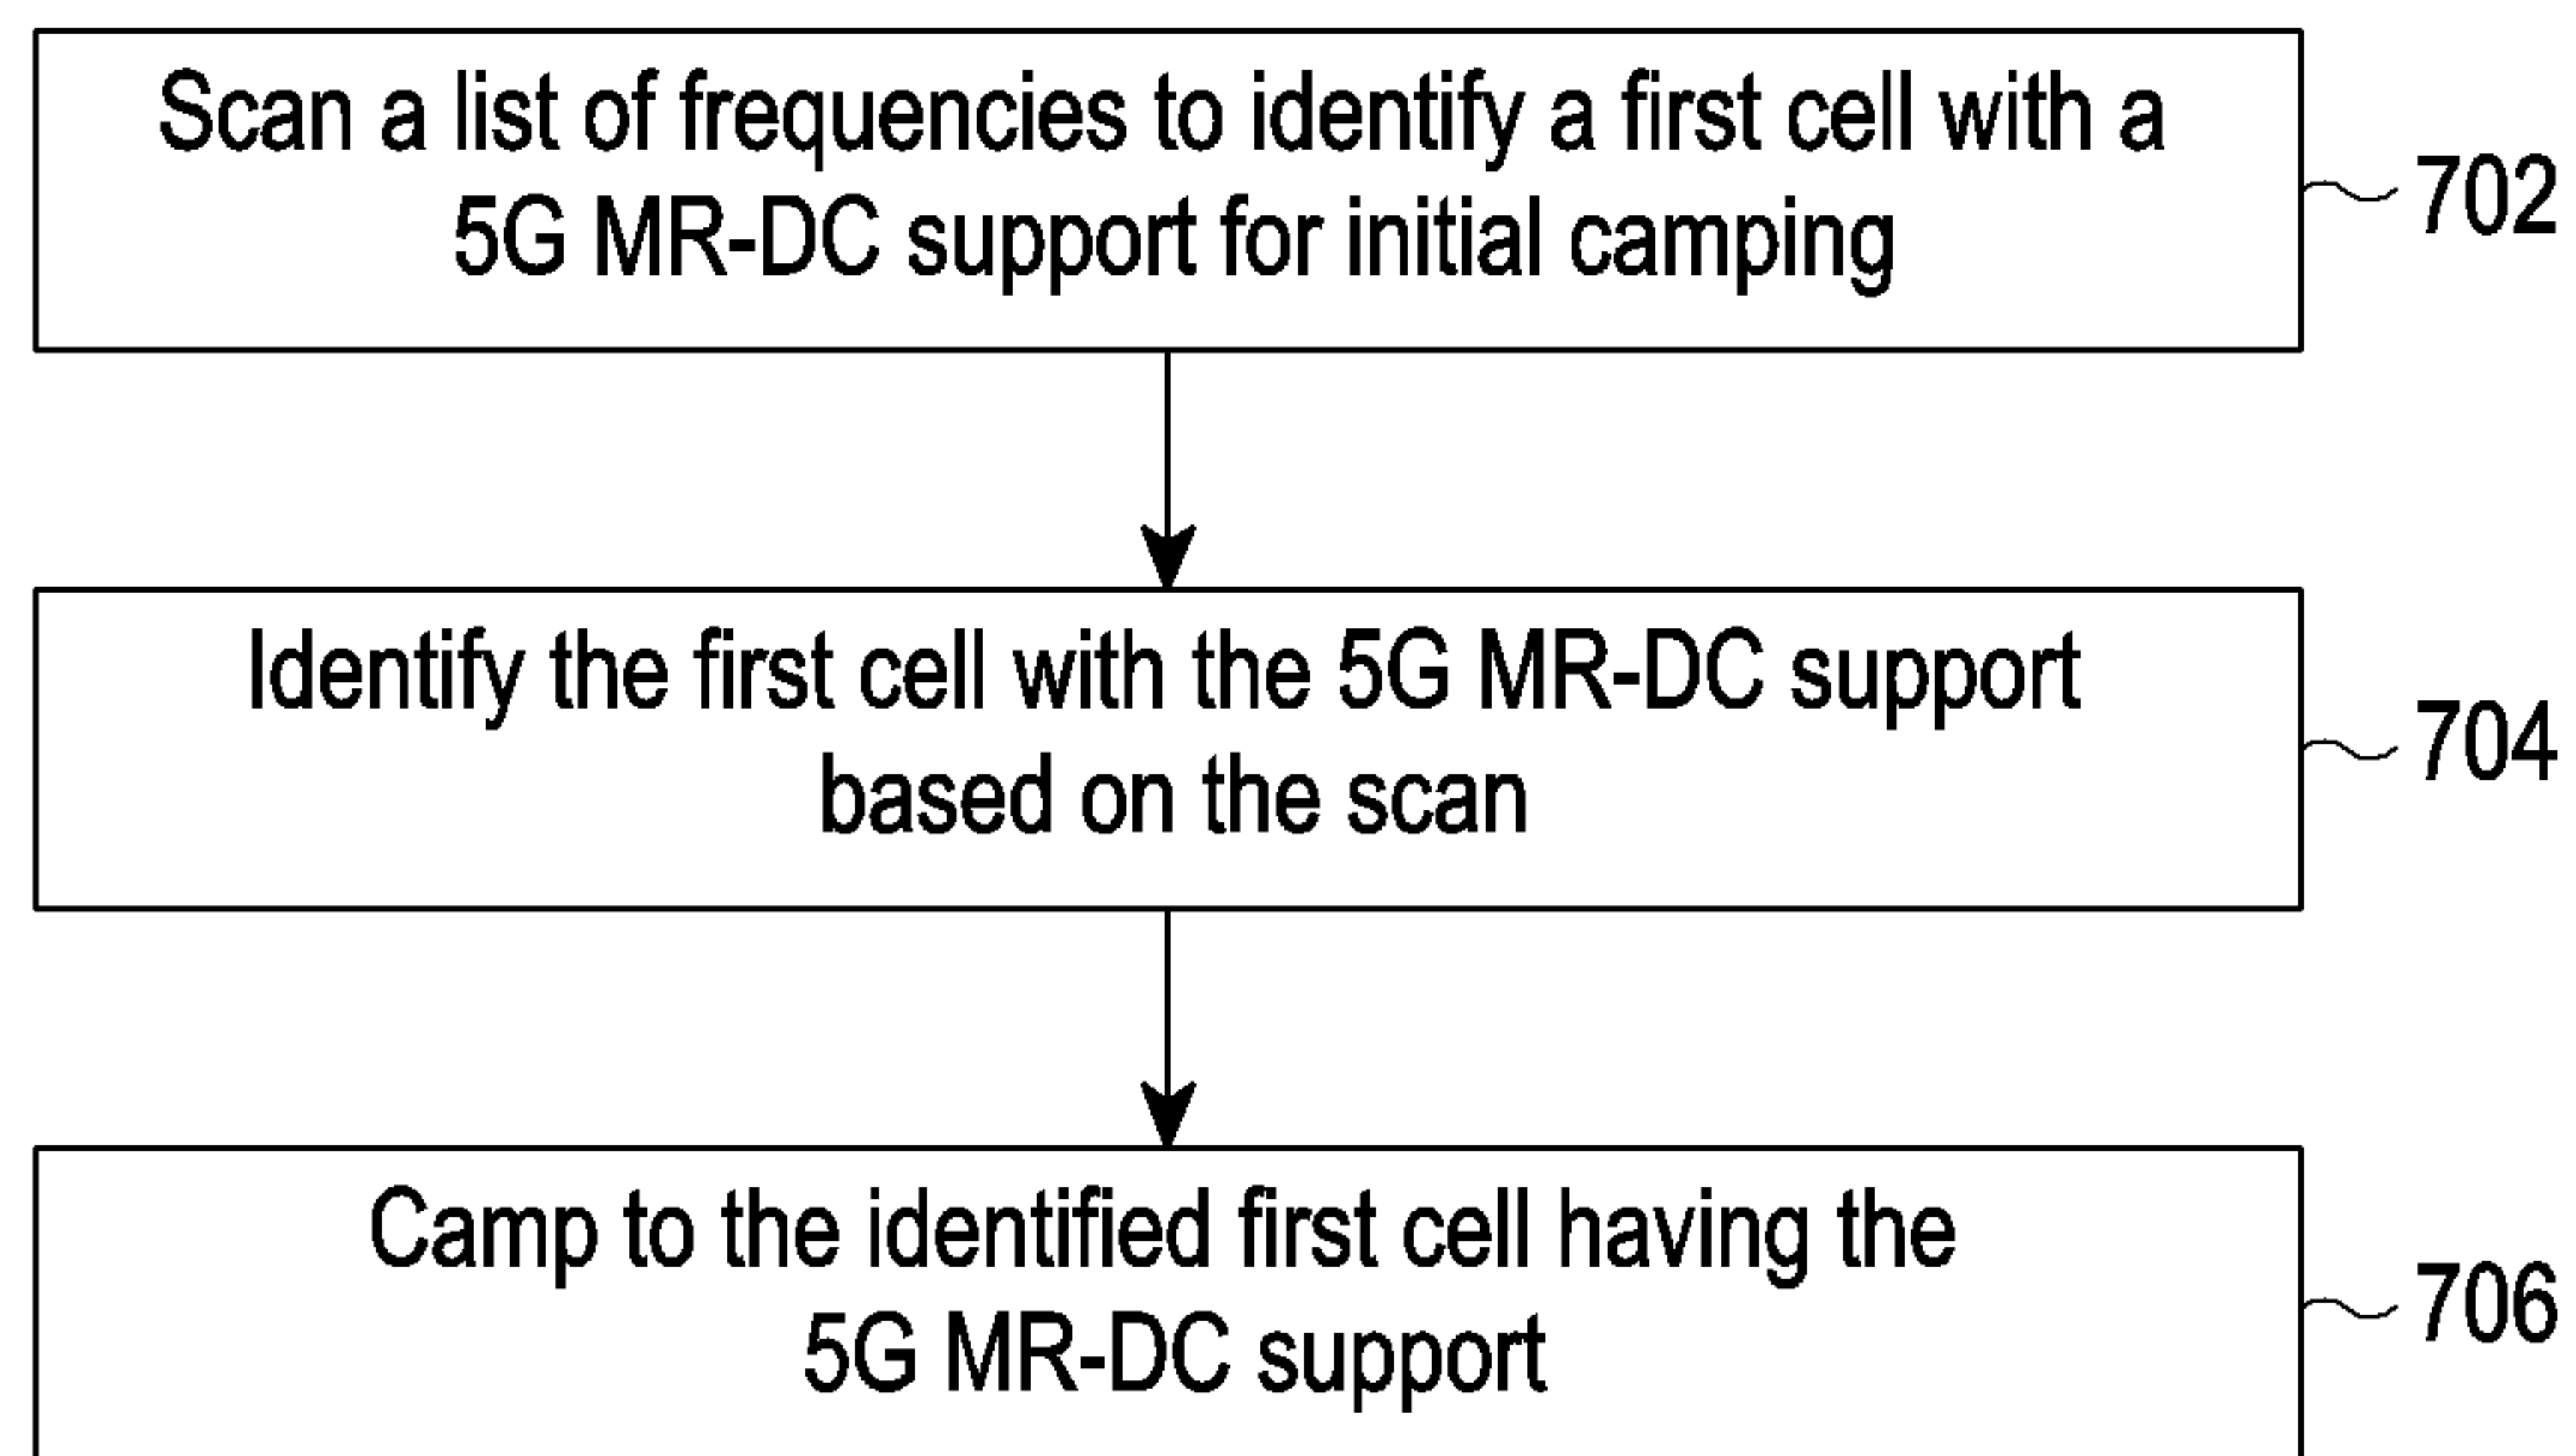 Scan a list of frequencies to identify a first cell with a
5G MR-DC support for initial camping
702
Identify the first cell with the 5G MR-DC support
based on the scan
704
Camp to the identified first cell having the
5G MR-DC support
706